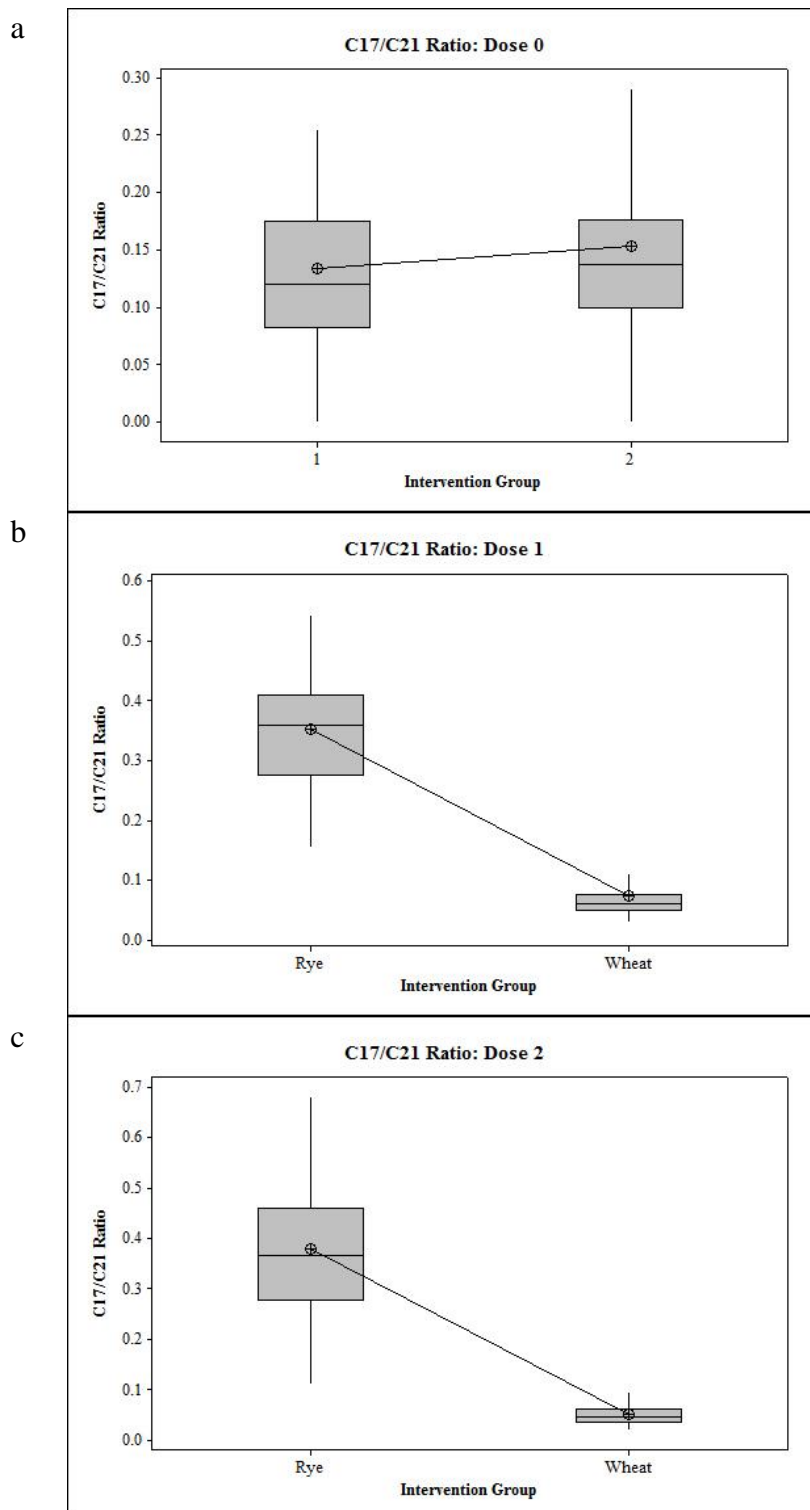 a
C17/C21 Ratio: Dose 0
0.30
0.25
0.20
0.15
0.10
0.05
0.00
C17/C21 Ratio
1 2
Intervention Group
b
C17/C21 Ratio: Dose 1
0.6
0.5
0.4
0.3
0.2
0.1
0.0
C17/C21 Ratio
Rye Wheat
Intervention Group
c
C17/C21 Ratio: Dose 2
0.7
0.6
0.5
0.4
0.3
0.2
0.1
0.0
C17/C21 Ratio
Rye Wheat
Intervention Group